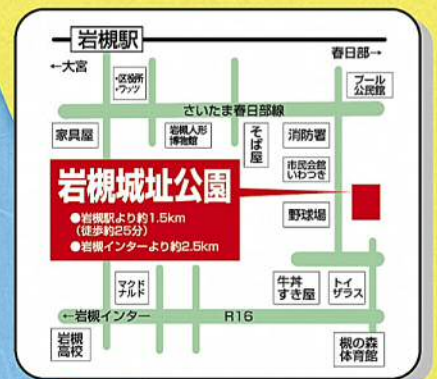 岩槻駅
←大宮
春日部→
・区役所
・ワッツ
プール
公民館
さいたま春日部線
家具屋
岩槻人形
博物館
そば屋
消防署
市民会館
いわつき
岩槻城址公園
●岩槻駅より約1.5km
(徒歩約25分)
●岩槻インターより約2.5km
野球場
マクド
ナルド
牛丼
すき屋
トイ
ザラス
←岩槻インター
R16
岩槻
高校
槻の森
体育館